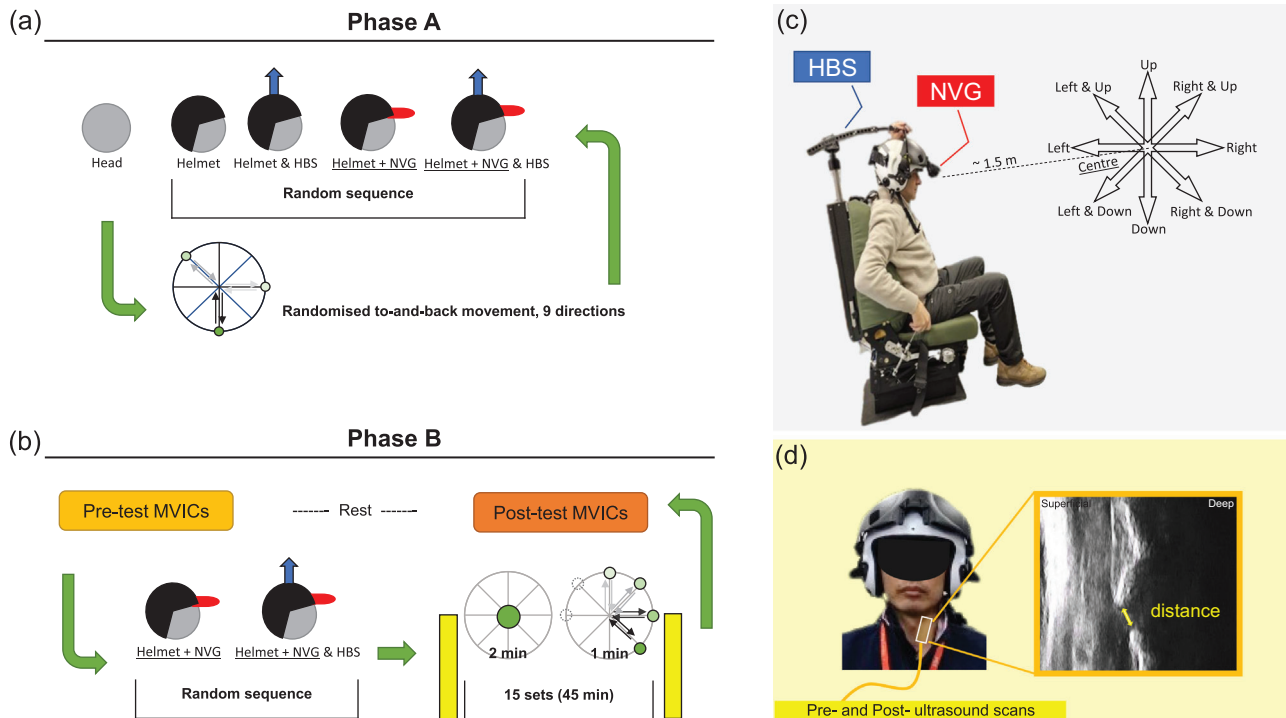 (a)
Phase A
Head
Helmet
Helmet & HBS
Helmet + NVG
Helmet + NVG & HBS
Random sequence
Randomised to-and-back movement, 9 directions
(b)
Phase B
Pre-test MVICs
------- Rest ------
Post-test MVICs
Helmet + NVG
Helmet + NVG & HBS
Random sequence
2 min
1 min
15 sets (45 min)
(c)
HBS
NVG
~ 1.5 m
Up
Left & Up
Right & Up
Left
Right
Centre
Left & Down
Right & Down
Down
(d)
Superficial
Deep
distance
Pre- and Post- ultrasound scans